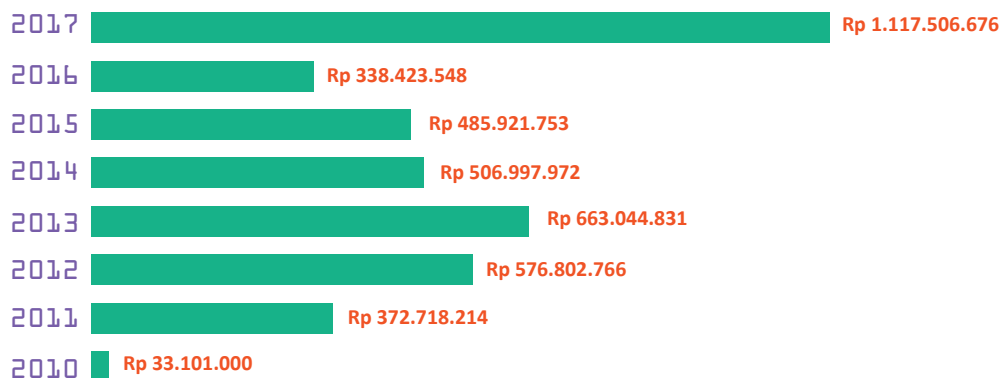 2017 Rp 1.117.506.676
2016 Rp 338.423.548
2015 Rp 485.921.753
2014 Rp 506.997.972
2013 Rp 663.044.831
2012 Rp 576.802.766
2011 Rp 372.718.214
2010 Rp 33.101.000